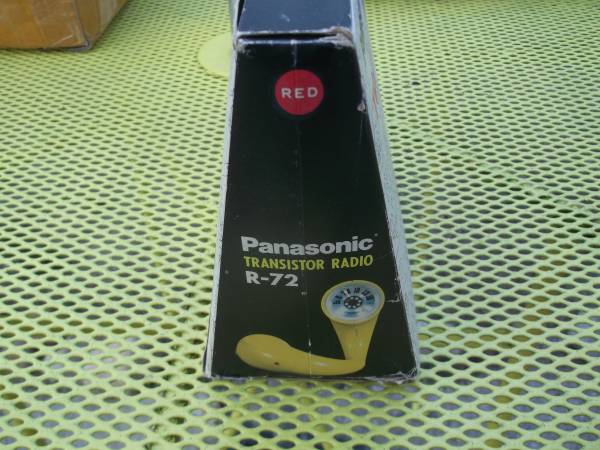 RED
Panasonic
TRANSISTOR RADIO
R-72